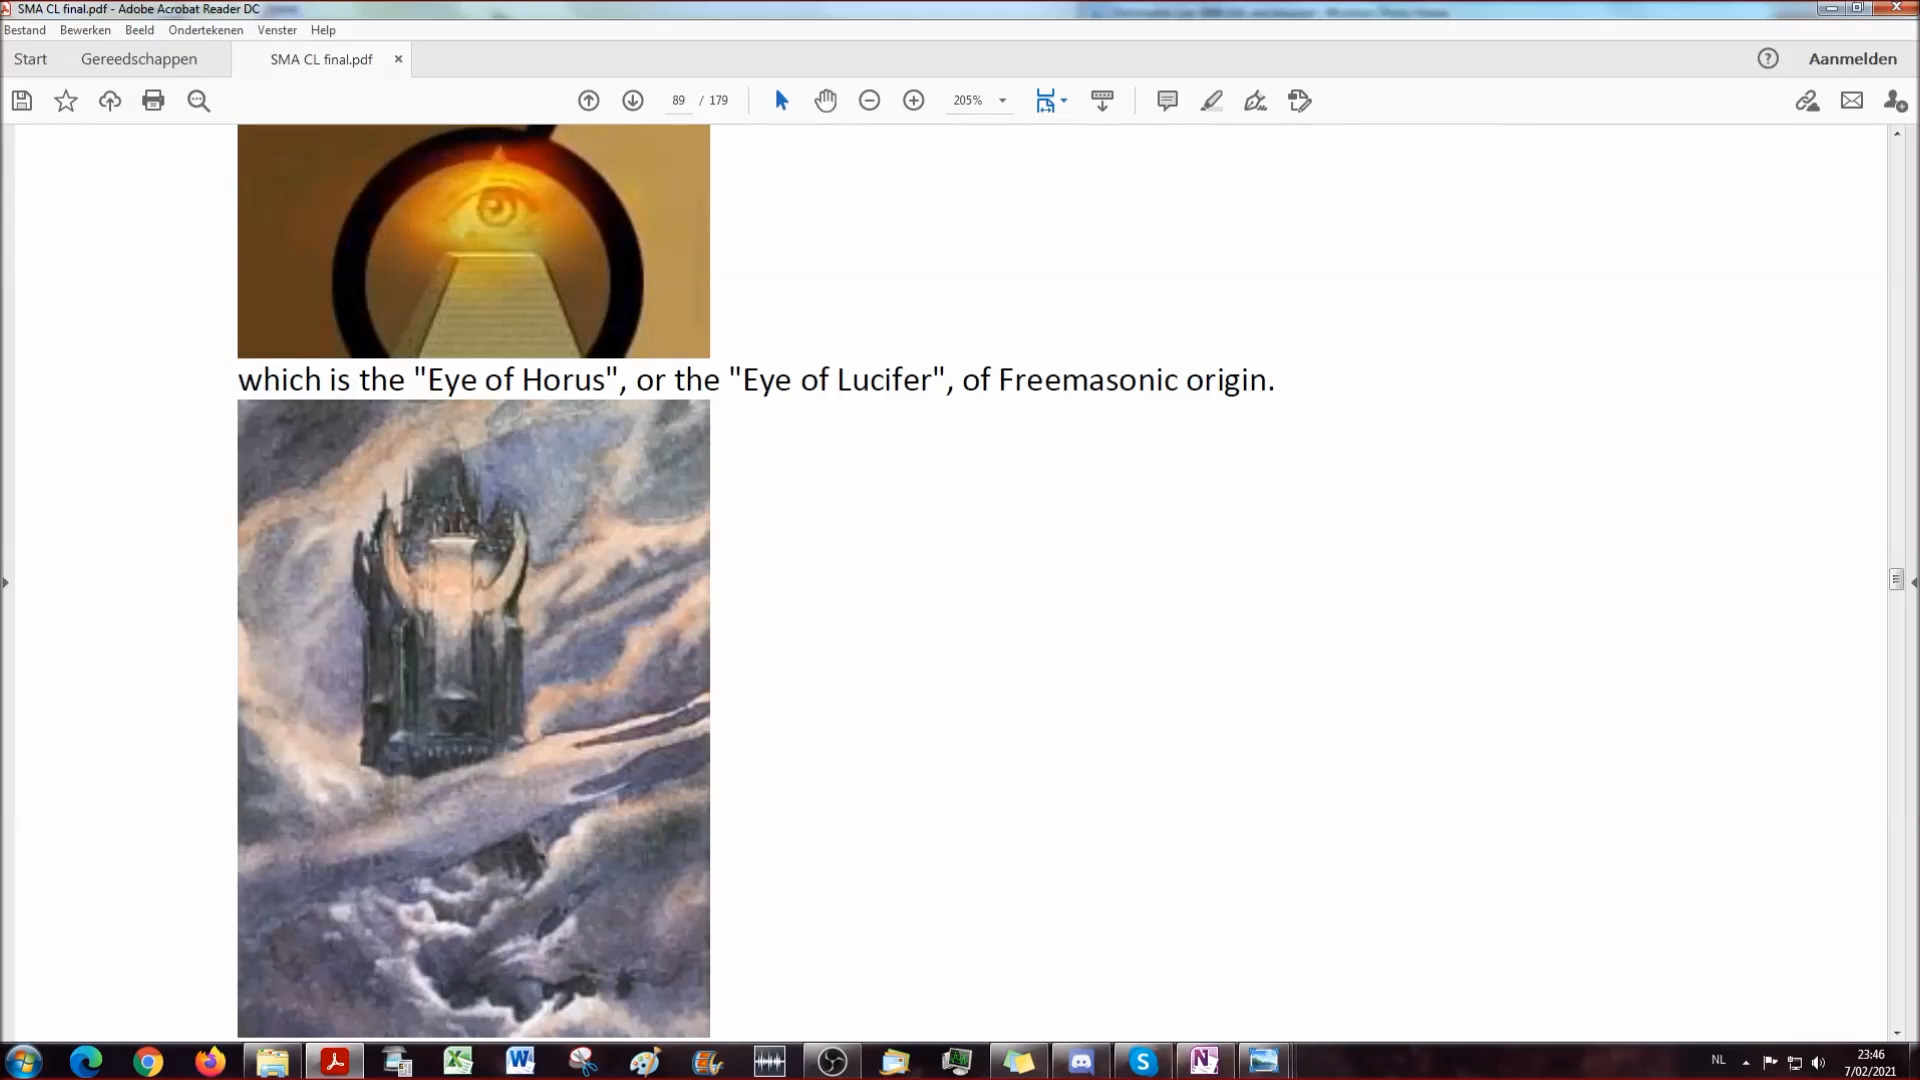 SMA CL final.pdf - Adobe Acrobat Reader DC
Bestand Bewerken Beeld Ondertekenen Venster Help
Start Gereedschappen SMA CL final.pdf × Aanmelden
89 / 179 205%
which is the "Eye of Horus", or the "Eye of Lucifer", of Freemasonic origin.
NL 23:46
7/02/2021